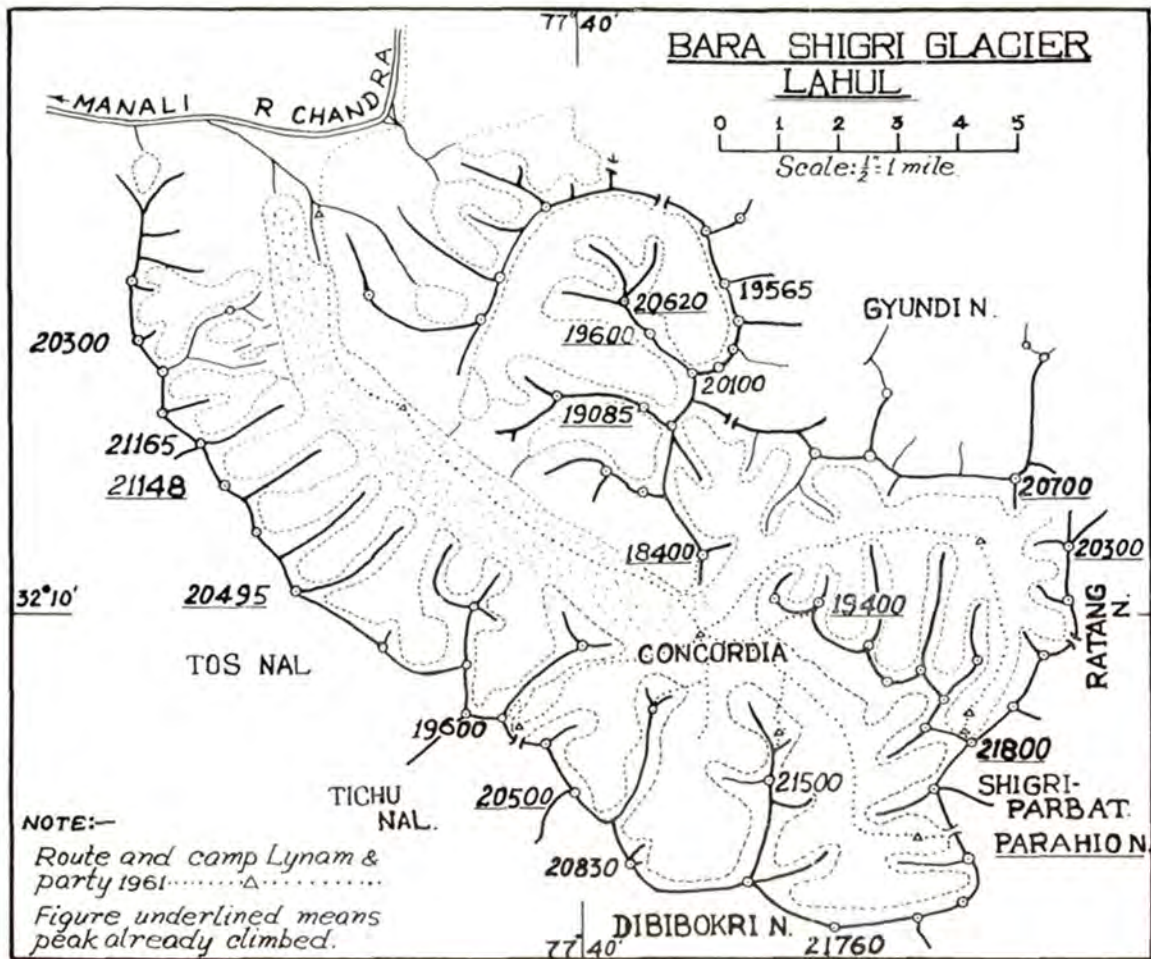 77°40'
BARA SHIGRI GLACIER
LAHUL
MANALI
R CHANDRA
0 1 2 3 4 5
Scale: ½"= 1 mile
20620
19565
GYUNDI N.
19600
20300
20100
19085
21165
21148
20700
18400
20300
32°10'
20495
19400
RATANG N.
TOS NAL
CONCORDIA
19600
21800
TICHU
NAL.
20500
21500
SHIGRI-
PARBAT.
PARAHIO N.
NOTE:—
Route and camp Lynam &
party 1961
Figure underlined means
peak already climbed.
20830
DIBIBOKRI N.
77°40'
21760